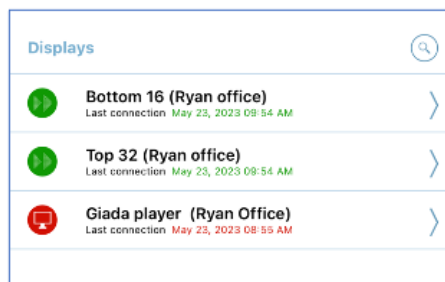 Displays
Bottom 16 (Ryan office)
Last connection May 23, 2023 09:54 AM
Top 32 (Ryan office)
Last connection May 23, 2023 09:54 AM
Giada player (Ryan Office)
Last connection May 23, 2023 08:55 AM